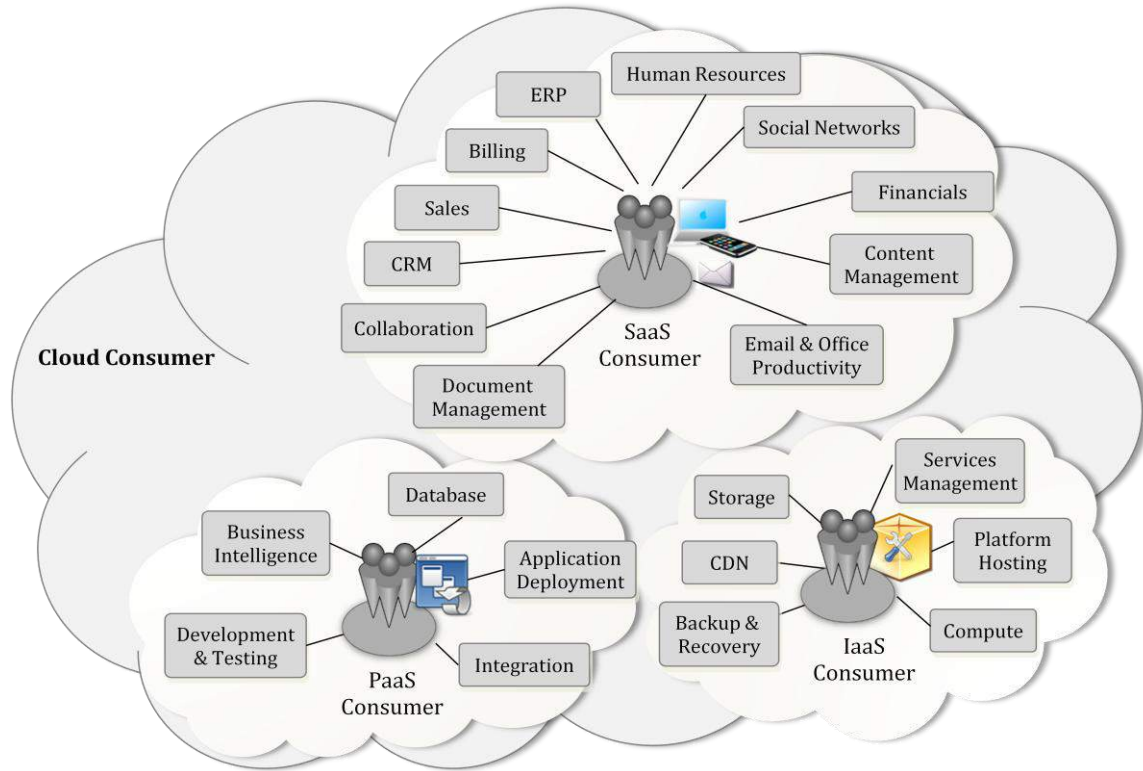 Human Resources
ERP
Social Networks
Billing
Financials
Sales
Content
Management
CRM
Collaboration
SaaS
Consumer
Email & Office
Productivity
Cloud Consumer
Document
Management
Services
Management
Database
Storage
Business
Intelligence
Platform
Hosting
Application
Deployment
CDN
Backup &
Recovery
Compute
Development
& Testing
IaaS
Consumer
Integration
PaaS
Consumer